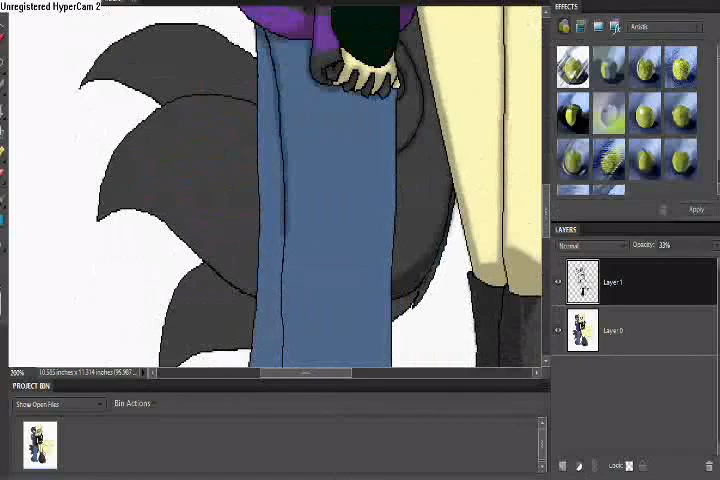 Unregistered HyperCam 2
EFFECTS
Artistik
Apply
LAYERS
Normal
Opacity: 33%
Layer 1
Layer 0
Lock:
200%
PROJECT BIN
Show Open Files
Bin Actions